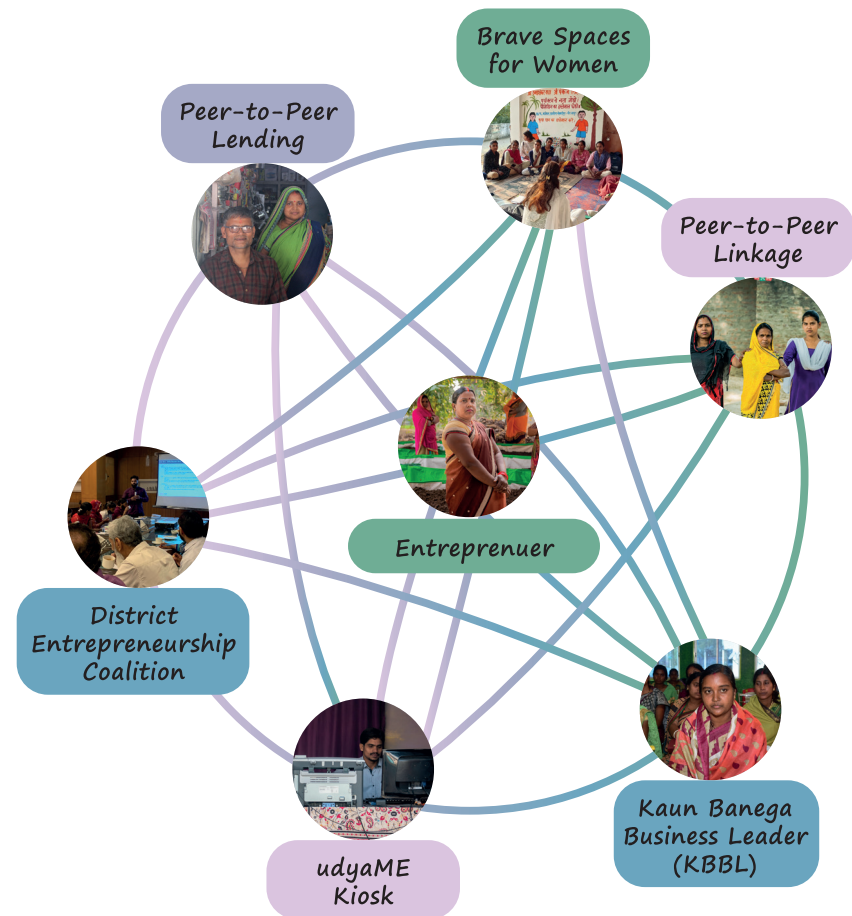 Brave Spaces
for Women
Peer-to-Peer
Lending
Peer-to-Peer
Linkage
Entreprenuer
District
Entrepreneurship
Coalition
Kaun Banega
Business Leader
(KBBL)
udyaME
Kiosk